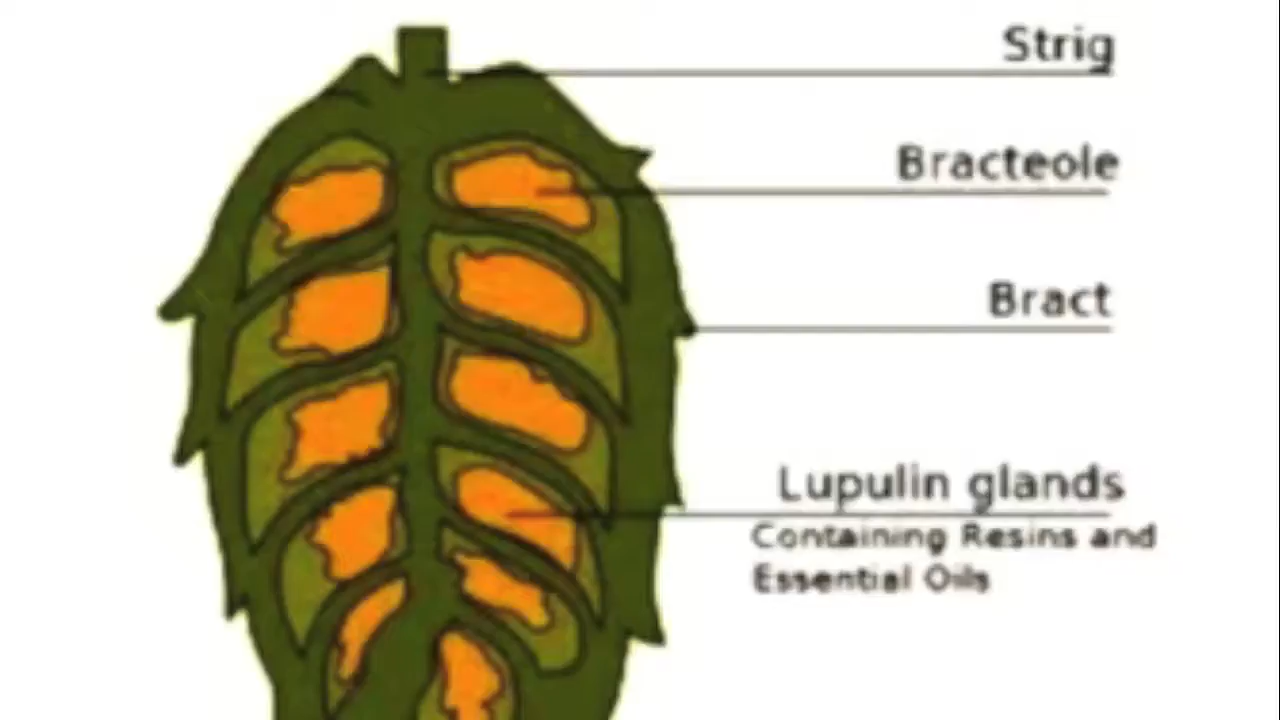 Strig
Bracteole
Bract
Lupulin glands
Containing Resins and
Essential Oils